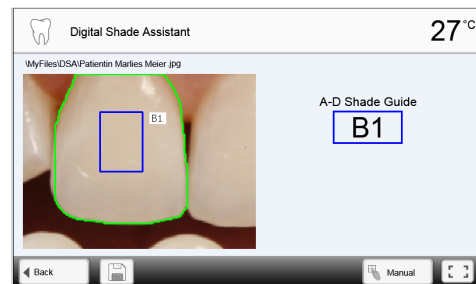 Digital Shade Assistant
27°C
\MyFiles\DSA\Patientin Marlies Meier.jpg
B1
A-D Shade Guide
B1
Back
Manual